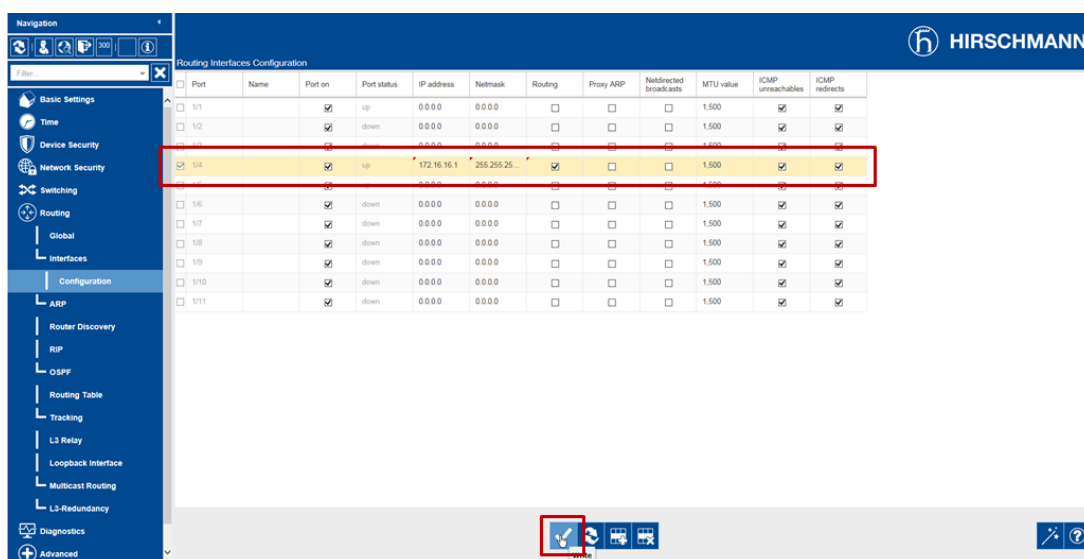 Navigation
300
HIRSCHMANN
Routing Interfaces Configuration
Filter...
Port Name Port on Port status IP address Netmask Routing Proxy ARP Netdirected broadcasts MTU value ICMP unreachables ICMP redirects
Basic Settings
1/1 up 0.0.0.0 0.0.0.0 1,500
Time
1/2 down 0.0.0.0 0.0.0.0 1,500
Device Security
Network Security
1/4 up 172.16.16.1 255.255.25... 1,500
Switching
1/6 down 0.0.0.0 0.0.0.0 1,500
Routing
1/7 down 0.0.0.0 0.0.0.0 1,500
Global
1/8 down 0.0.0.0 0.0.0.0 1,500
Interfaces
1/9 down 0.0.0.0 0.0.0.0 1,500
Configuration
1/10 down 0.0.0.0 0.0.0.0 1,500
ARP
1/11 down 0.0.0.0 0.0.0.0 1,500
Router Discovery
RIP
OSPF
Routing Table
Tracking
L3 Relay
Loopback Interface
Multicast Routing
L3-Redundancy
Diagnostics
Advanced
Write